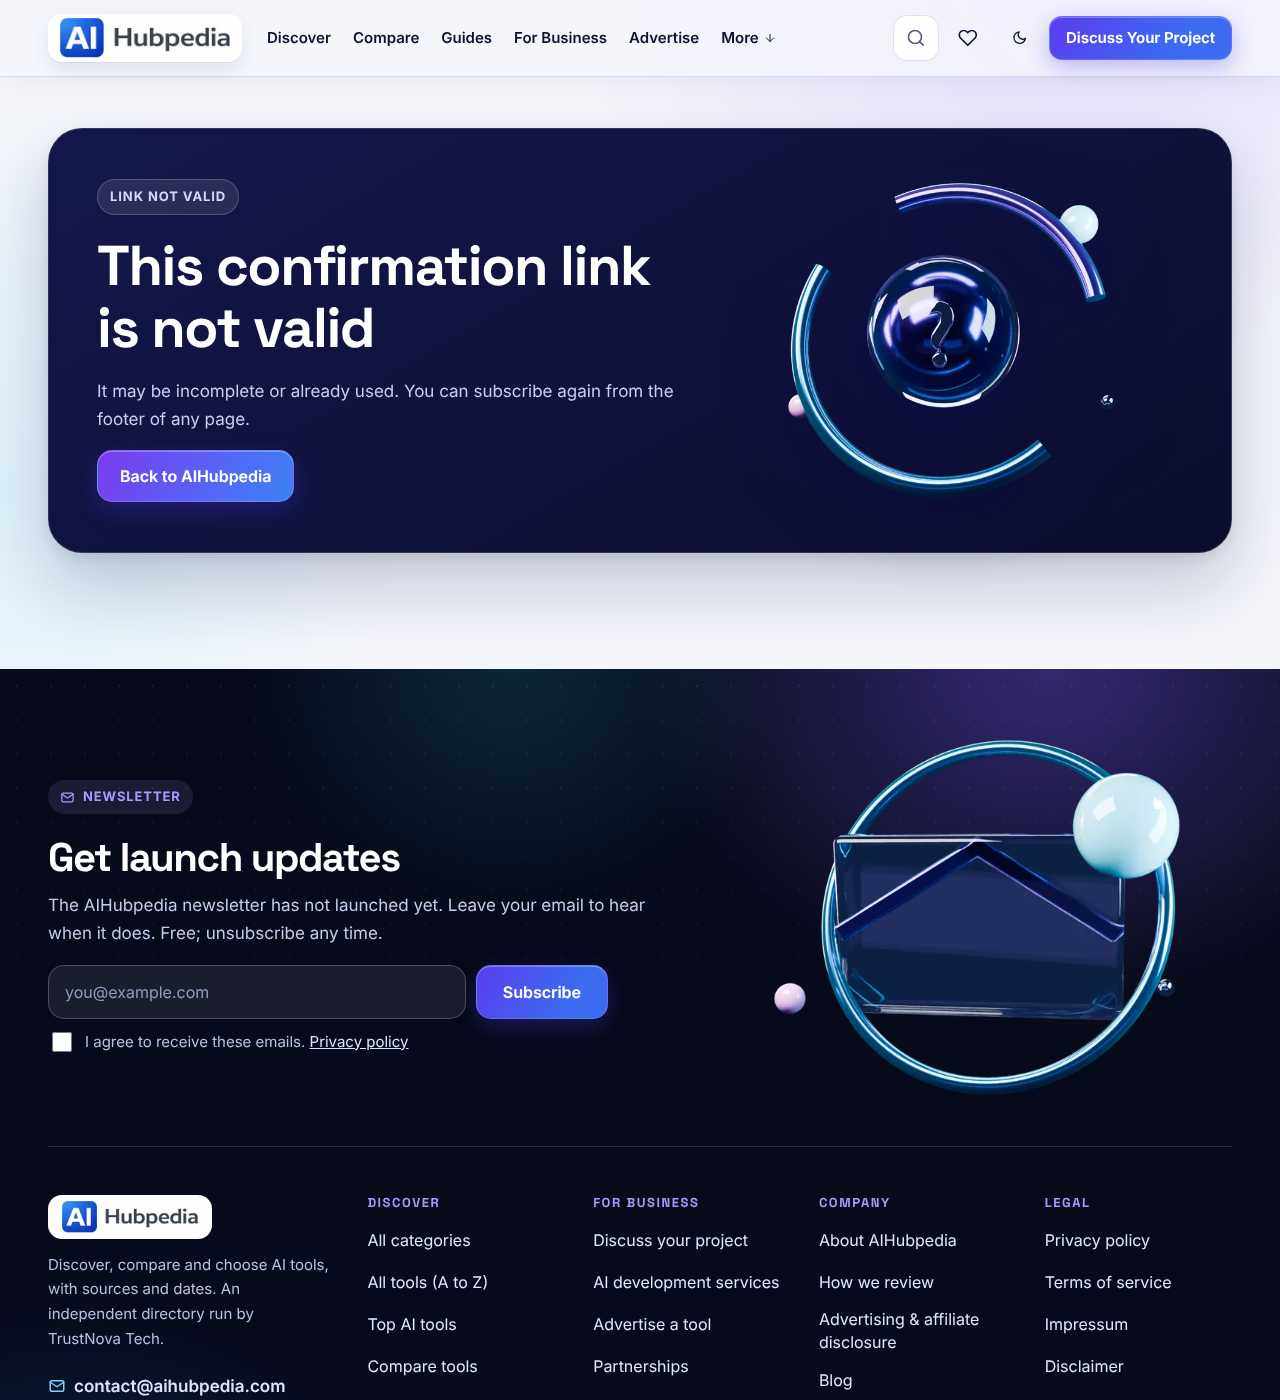 AI Hubpedia
Discover Compare Guides For Business Advertise More ↓ Discuss Your Project
LINK NOT VALID
This confirmation link
is not valid
It may be incomplete or already used. You can subscribe again from the
footer of any page.
Back to AIHubpedia
?
NEWSLETTER
Get launch updates
The AIHubpedia newsletter has not launched yet. Leave your email to hear
when it does. Free; unsubscribe any time.
you@example.com
Subscribe
I agree to receive these emails. Privacy policy
AI Hubpedia
Discover, compare and choose AI tools,
with sources and dates. An
independent directory run by
TrustNova Tech.
contact@aihubpedia.com
DISCOVER
All categories
All tools (A to Z)
Top AI tools
Compare tools
FOR BUSINESS
Discuss your project
AI development services
Advertise a tool
Partnerships
COMPANY
About AIHubpedia
How we review
Advertising & affiliate
disclosure
Blog
LEGAL
Privacy policy
Terms of service
Impressum
Disclaimer